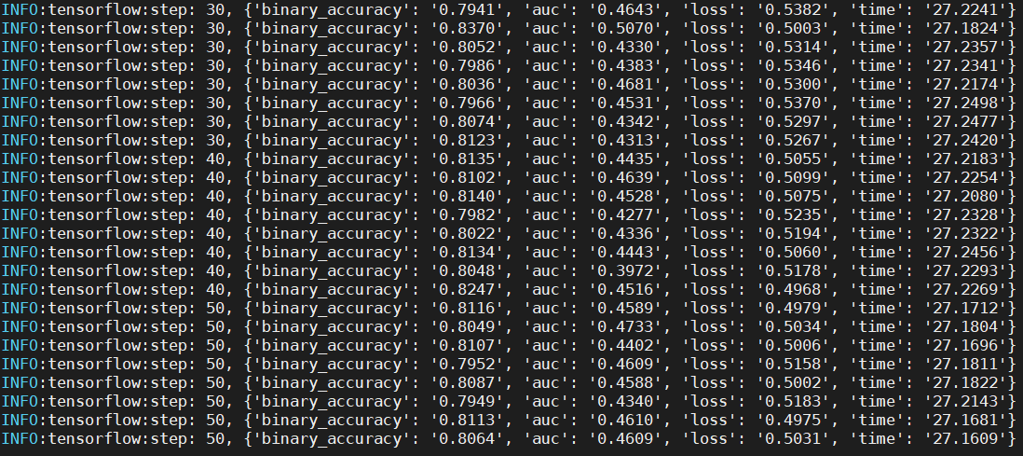 INFO:tensorflow:step: 30, {'binary_accuracy': '0.7941', 'auc': '0.4643', 'loss': '0.5382', 'time': '27.2241'}
INFO:tensorflow:step: 30, {'binary_accuracy': '0.8370', 'auc': '0.5070', 'loss': '0.5003', 'time': '27.1824'}
INFO:tensorflow:step: 30, {'binary_accuracy': '0.8052', 'auc': '0.4330', 'loss': '0.5314', 'time': '27.2357'}
INFO:tensorflow:step: 30, {'binary_accuracy': '0.7986', 'auc': '0.4383', 'loss': '0.5346', 'time': '27.2341'}
INFO:tensorflow:step: 30, {'binary_accuracy': '0.8036', 'auc': '0.4681', 'loss': '0.5300', 'time': '27.2174'}
INFO:tensorflow:step: 30, {'binary_accuracy': '0.7966', 'auc': '0.4531', 'loss': '0.5370', 'time': '27.2498'}
INFO:tensorflow:step: 30, {'binary_accuracy': '0.8074', 'auc': '0.4342', 'loss': '0.5297', 'time': '27.2477'}
INFO:tensorflow:step: 30, {'binary_accuracy': '0.8123', 'auc': '0.4313', 'loss': '0.5267', 'time': '27.2420'}
INFO:tensorflow:step: 40, {'binary_accuracy': '0.8135', 'auc': '0.4435', 'loss': '0.5055', 'time': '27.2183'}
INFO:tensorflow:step: 40, {'binary_accuracy': '0.8102', 'auc': '0.4639', 'loss': '0.5099', 'time': '27.2254'}
INFO:tensorflow:step: 40, {'binary_accuracy': '0.8140', 'auc': '0.4528', 'loss': '0.5075', 'time': '27.2080'}
INFO:tensorflow:step: 40, {'binary_accuracy': '0.7982', 'auc': '0.4277', 'loss': '0.5235', 'time': '27.2328'}
INFO:tensorflow:step: 40, {'binary_accuracy': '0.8022', 'auc': '0.4336', 'loss': '0.5194', 'time': '27.2322'}
INFO:tensorflow:step: 40, {'binary_accuracy': '0.8134', 'auc': '0.4443', 'loss': '0.5060', 'time': '27.2456'}
INFO:tensorflow:step: 40, {'binary_accuracy': '0.8048', 'auc': '0.3972', 'loss': '0.5178', 'time': '27.2293'}
INFO:tensorflow:step: 40, {'binary_accuracy': '0.8247', 'auc': '0.4516', 'loss': '0.4968', 'time': '27.2269'}
INFO:tensorflow:step: 50, {'binary_accuracy': '0.8116', 'auc': '0.4589', 'loss': '0.4979', 'time': '27.1712'}
INFO:tensorflow:step: 50, {'binary_accuracy': '0.8049', 'auc': '0.4733', 'loss': '0.5034', 'time': '27.1804'}
INFO:tensorflow:step: 50, {'binary_accuracy': '0.8107', 'auc': '0.4402', 'loss': '0.5006', 'time': '27.1696'}
INFO:tensorflow:step: 50, {'binary_accuracy': '0.7952', 'auc': '0.4609', 'loss': '0.5158', 'time': '27.1811'}
INFO:tensorflow:step: 50, {'binary_accuracy': '0.8087', 'auc': '0.4588', 'loss': '0.5002', 'time': '27.1822'}
INFO:tensorflow:step: 50, {'binary_accuracy': '0.7949', 'auc': '0.4340', 'loss': '0.5183', 'time': '27.2143'}
INFO:tensorflow:step: 50, {'binary_accuracy': '0.8113', 'auc': '0.4610', 'loss': '0.4975', 'time': '27.1681'}
INFO:tensorflow:step: 50, {'binary_accuracy': '0.8064', 'auc': '0.4609', 'loss': '0.5031', 'time': '27.1609'}